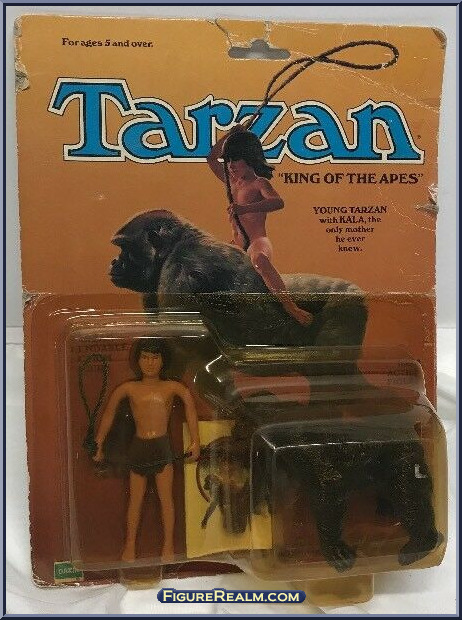 For ages 5 and over.
Tarzan
"KING OF THE APES"
YOUNG TARZAN
with KALA, the
only mother
he ever
knew.
DAKIN
FIGUREREALM.COM